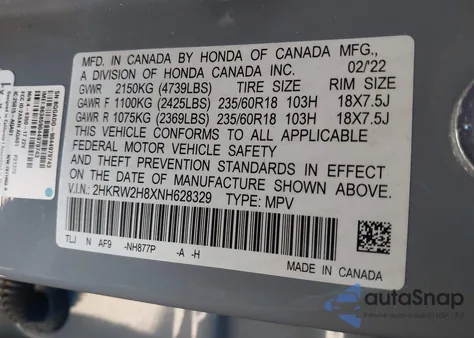 MFD. IN CANADA BY HONDA OF CANADA MFG.,
A DIVISION OF HONDA CANADA INC. 02/'22
GVWR 2150KG (4739LBS) TIRE SIZE RIM SIZE
GAWR F 1100KG (2425LBS) 235/60R18 103H 18X7.5J
GAWR R 1075KG (2369LBS) 235/60R18 103H 18X7.5J
THIS VEHICLE CONFORMS TO ALL APPLICABLE
FEDERAL MOTOR VEHICLE
SAFETY AND THEFT PREVENTION STANDARDS IN EFFECT
ON THE DATE OF MANUFACTURE SHOWN ABOVE.
V.I.N.: 2HKRW2H8XNH628329 TYPE: MPV
TLJ N AF9 -NH877P -A -H
MADE IN CANADA
autoSnap